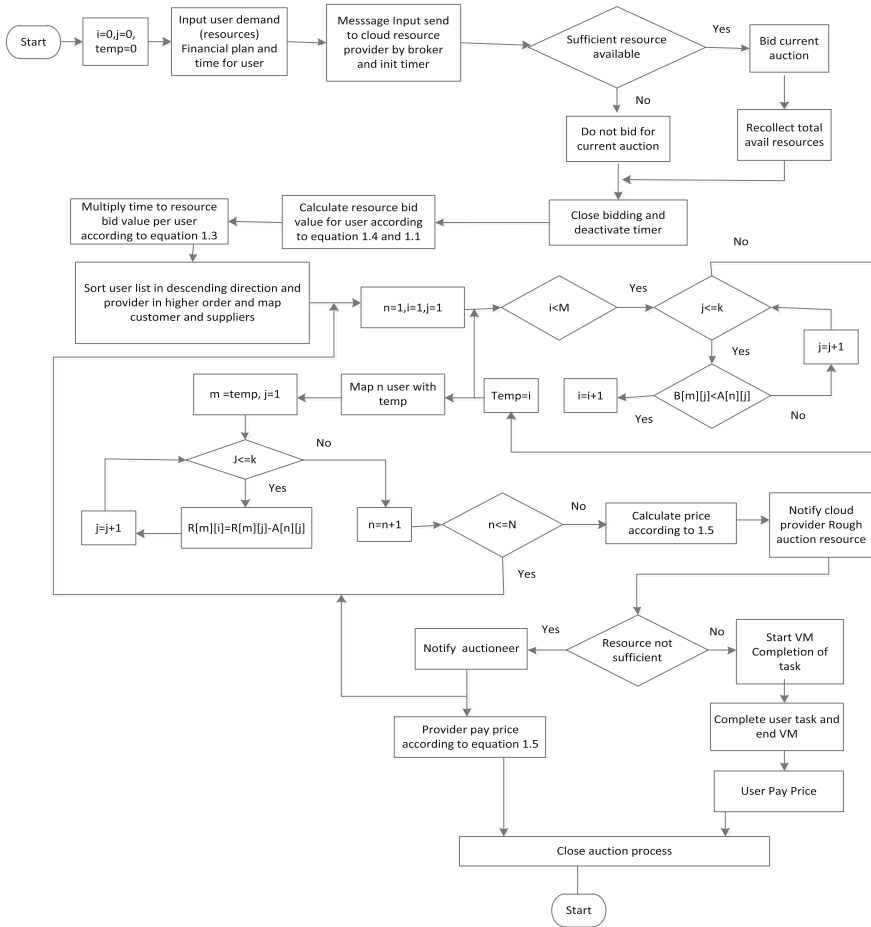 Start
i=0,j=0,
temp=0
Input user demand
(resources)
Financial plan and
time for user
Messsage Input send
to cloud resource
provider by broker
and init timer
Sufficient resource
available
Yes
Bid current
auction
No
Do not bid for
current auction
Recollect total
avail resources
Multiply time to resource
bid value per user
according to equation 1.3
Calculate resource bid
value for user according
to equation 1.4 and 1.1
Close bidding and
deactivate timer
No
Sort user list in descending direction and
provider in higher order and map
customer and suppliers
n=1,i=1,j=1
i<M
Yes
j<=k
j=j+1
Yes
m =temp, j=1
Map n user with
temp
Temp=i
i=i+1
B[m][j]<A[n][j]
Yes
No
J<=k
No
Yes
j=j+1
R[m][i]=R[m][j]-A[n][j]
n=n+1
n<=N
No
Calculate price
according to 1.5
Notify cloud
provider Rough
auction resource
Yes
Notify auctioneer
Yes
Resource not
sufficient
No
Start VM
Completion of
task
Provider pay price
according to equation 1.5
Complete user task and
end VM
User Pay Price
Close auction process
Start